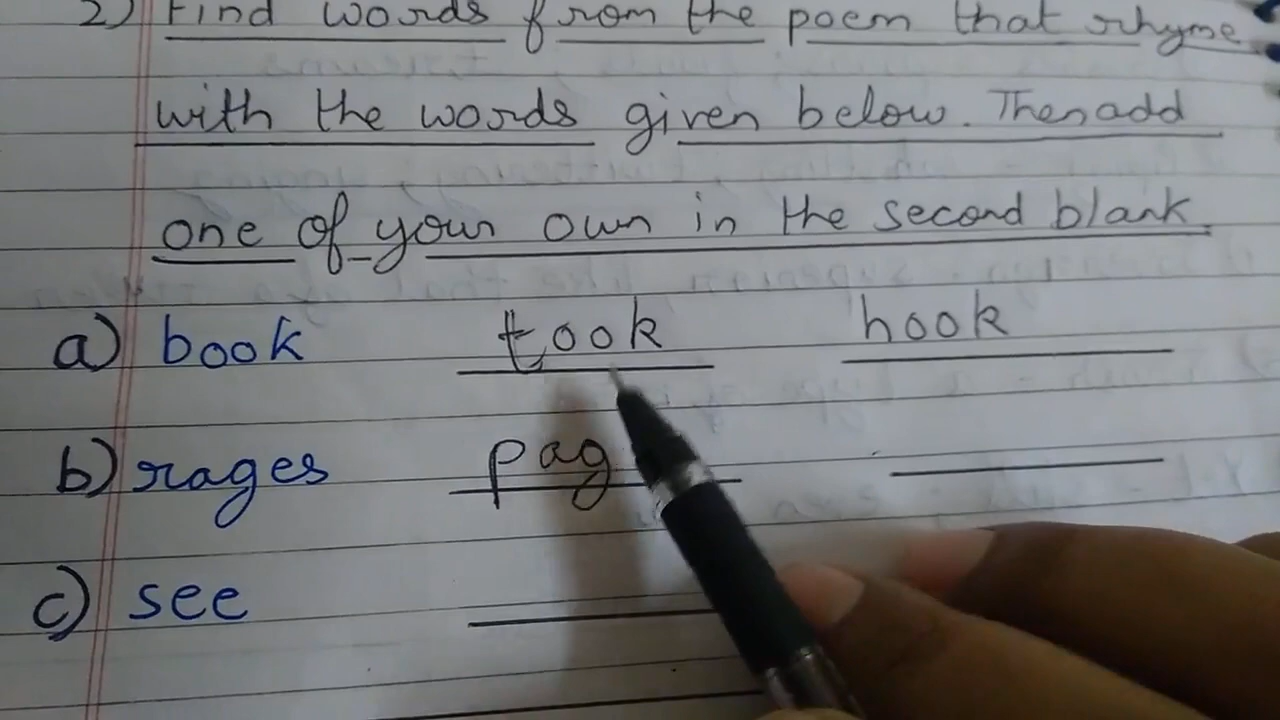 2) Find words from the poem that rhyme
with the words given below. Then add
one of your own in the second blank.
a) book took hook
b) rages pag
c) see